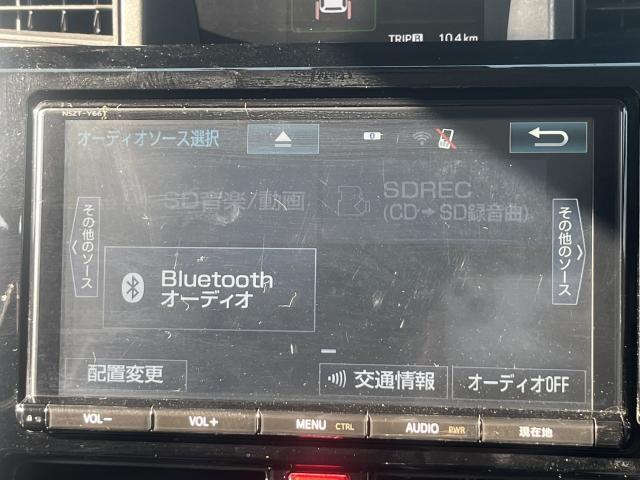 TRIP B 10.4 km
NSZT-Y66T
オーディオソース選択
SD音楽/動画
SDREC
(CD→SD録音曲)
その他のソース
その他のソース
Bluetooth
オーディオ
配置変更
交通情報
オーディオOFF
VOL−
VOL+
MENU CTRL
AUDIO PWR
現在地